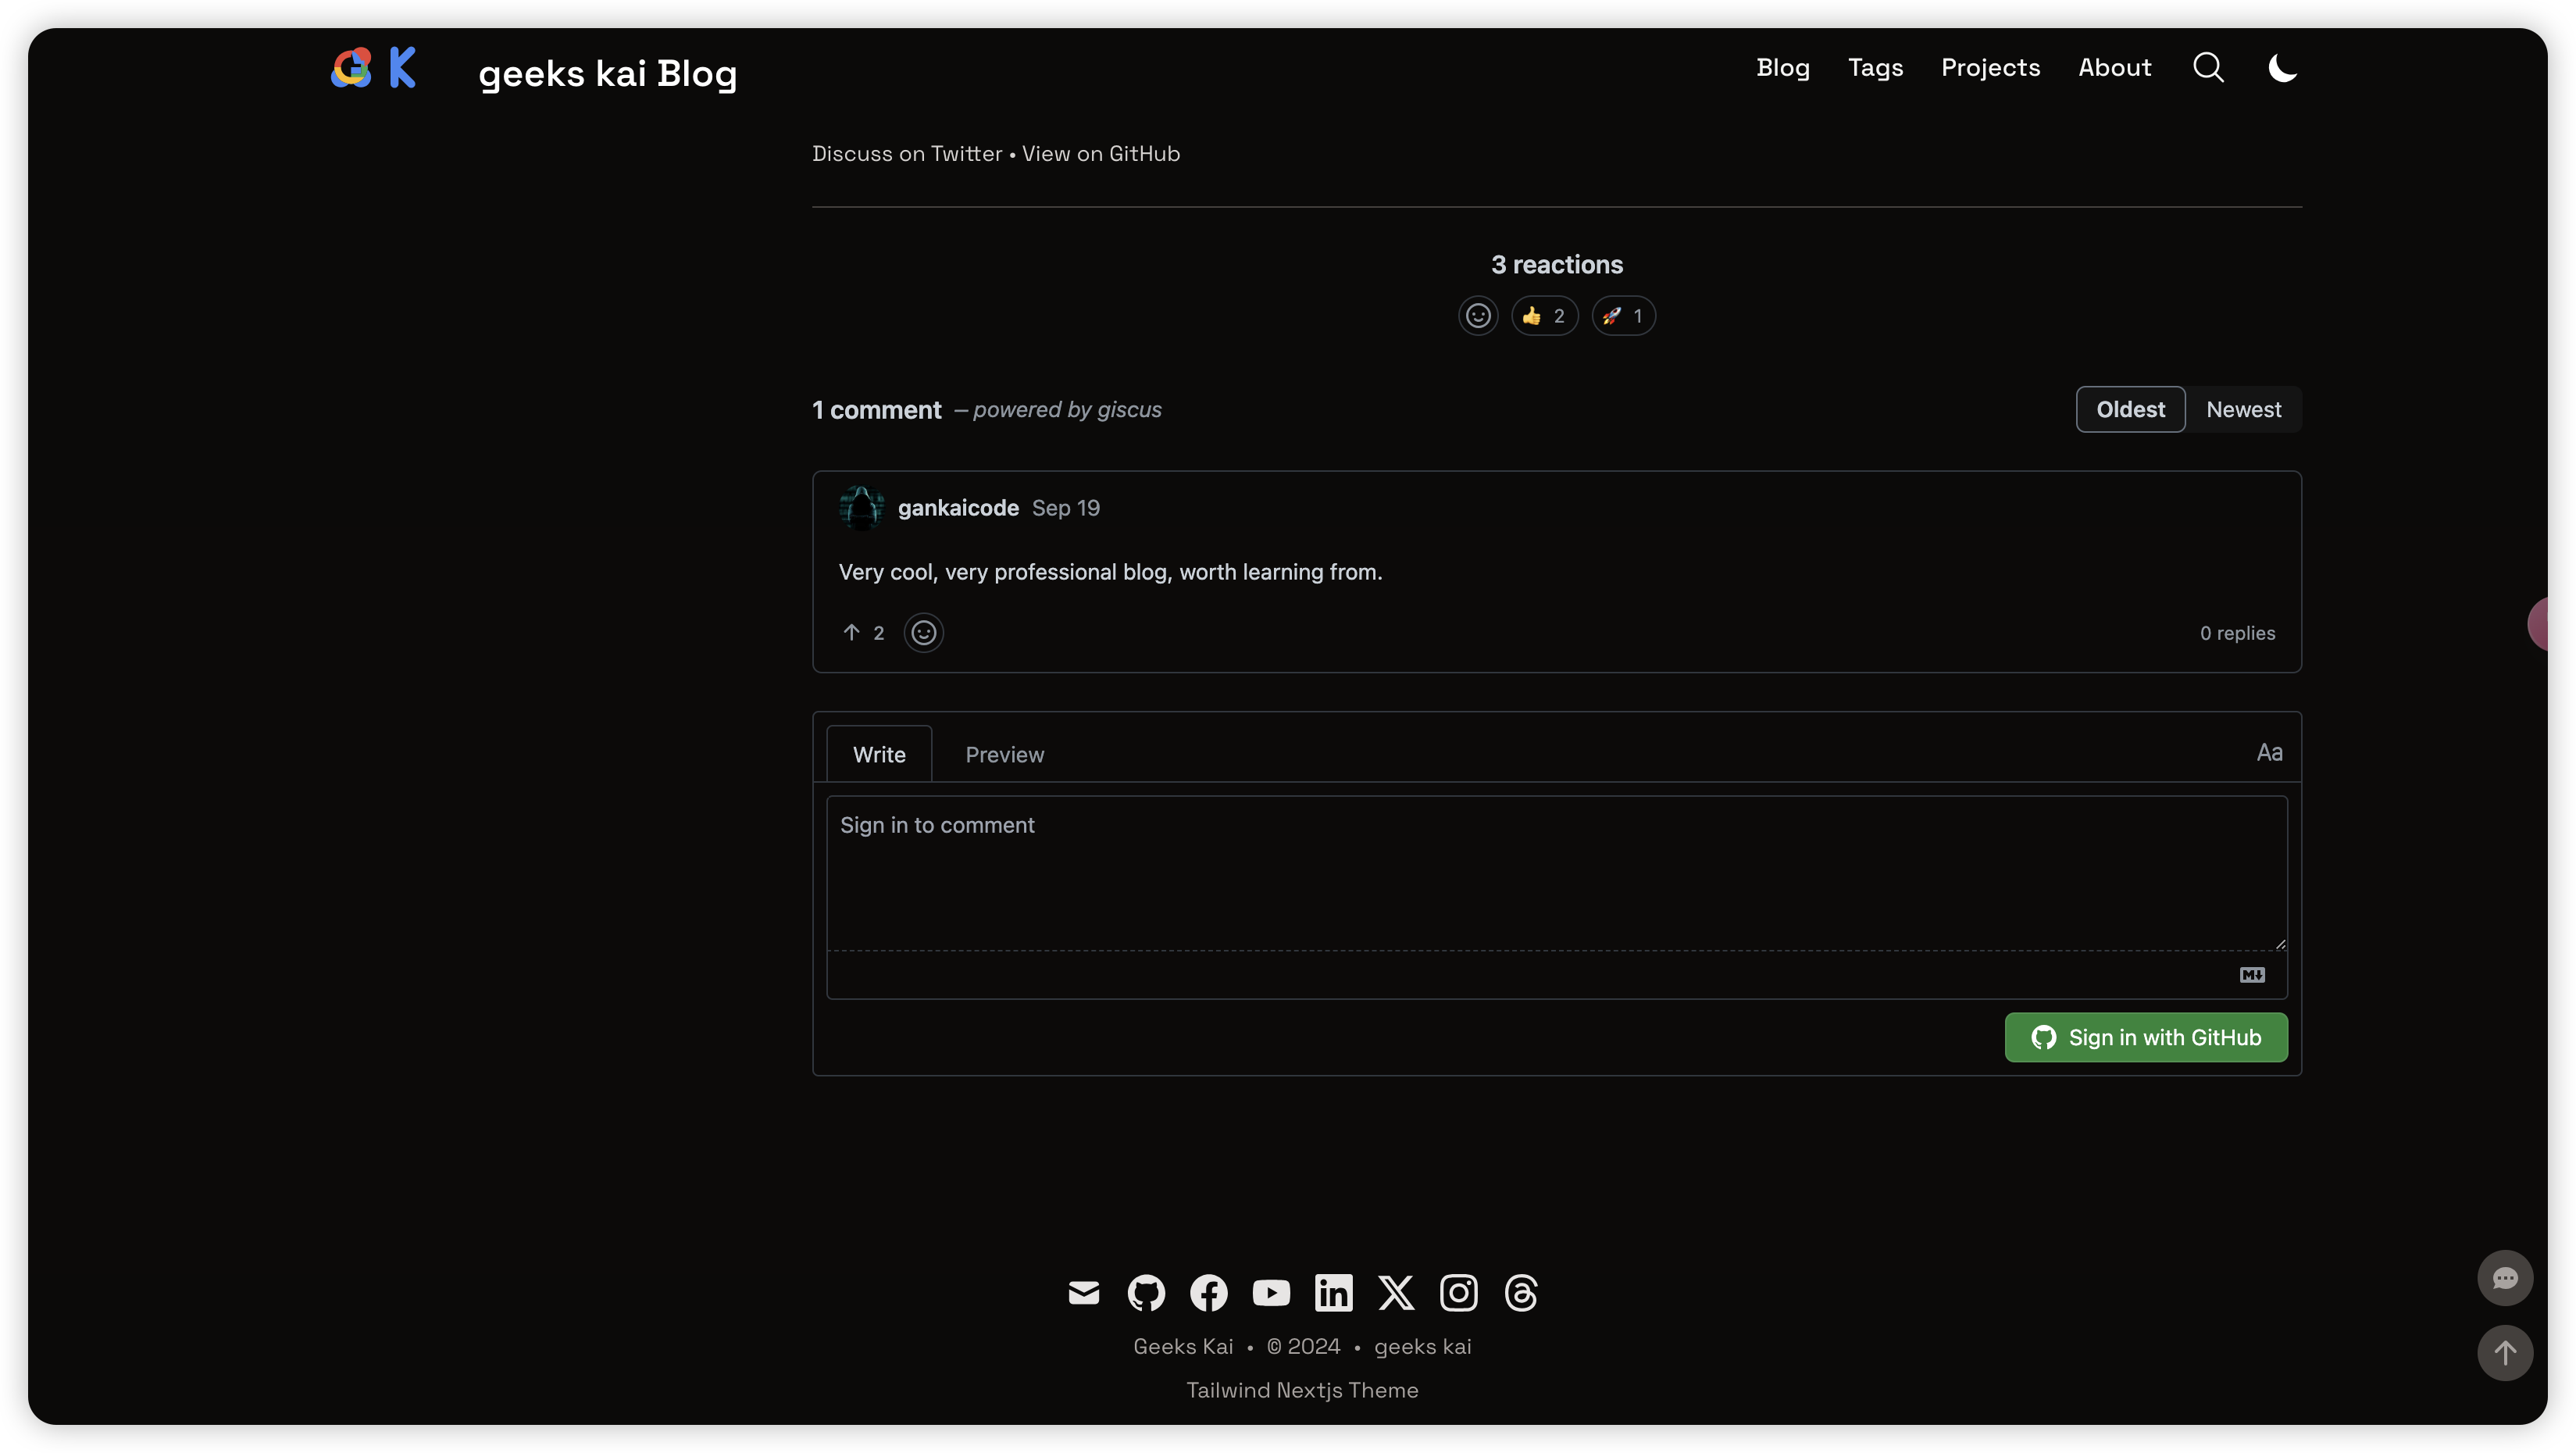 G K geeks kai Blog Blog Tags Projects About
Discuss on Twitter • View on GitHub
3 reactions
👍 2 🚀 1
1 comment – powered by giscus Oldest Newest
gankaicode Sep 19
Very cool, very professional blog, worth learning from.
↑ 2 0 replies
Write Preview Aa
Sign in to comment
M↓
Sign in with GitHub
Geeks Kai • © 2024 • geeks kai
Tailwind Nextjs Theme